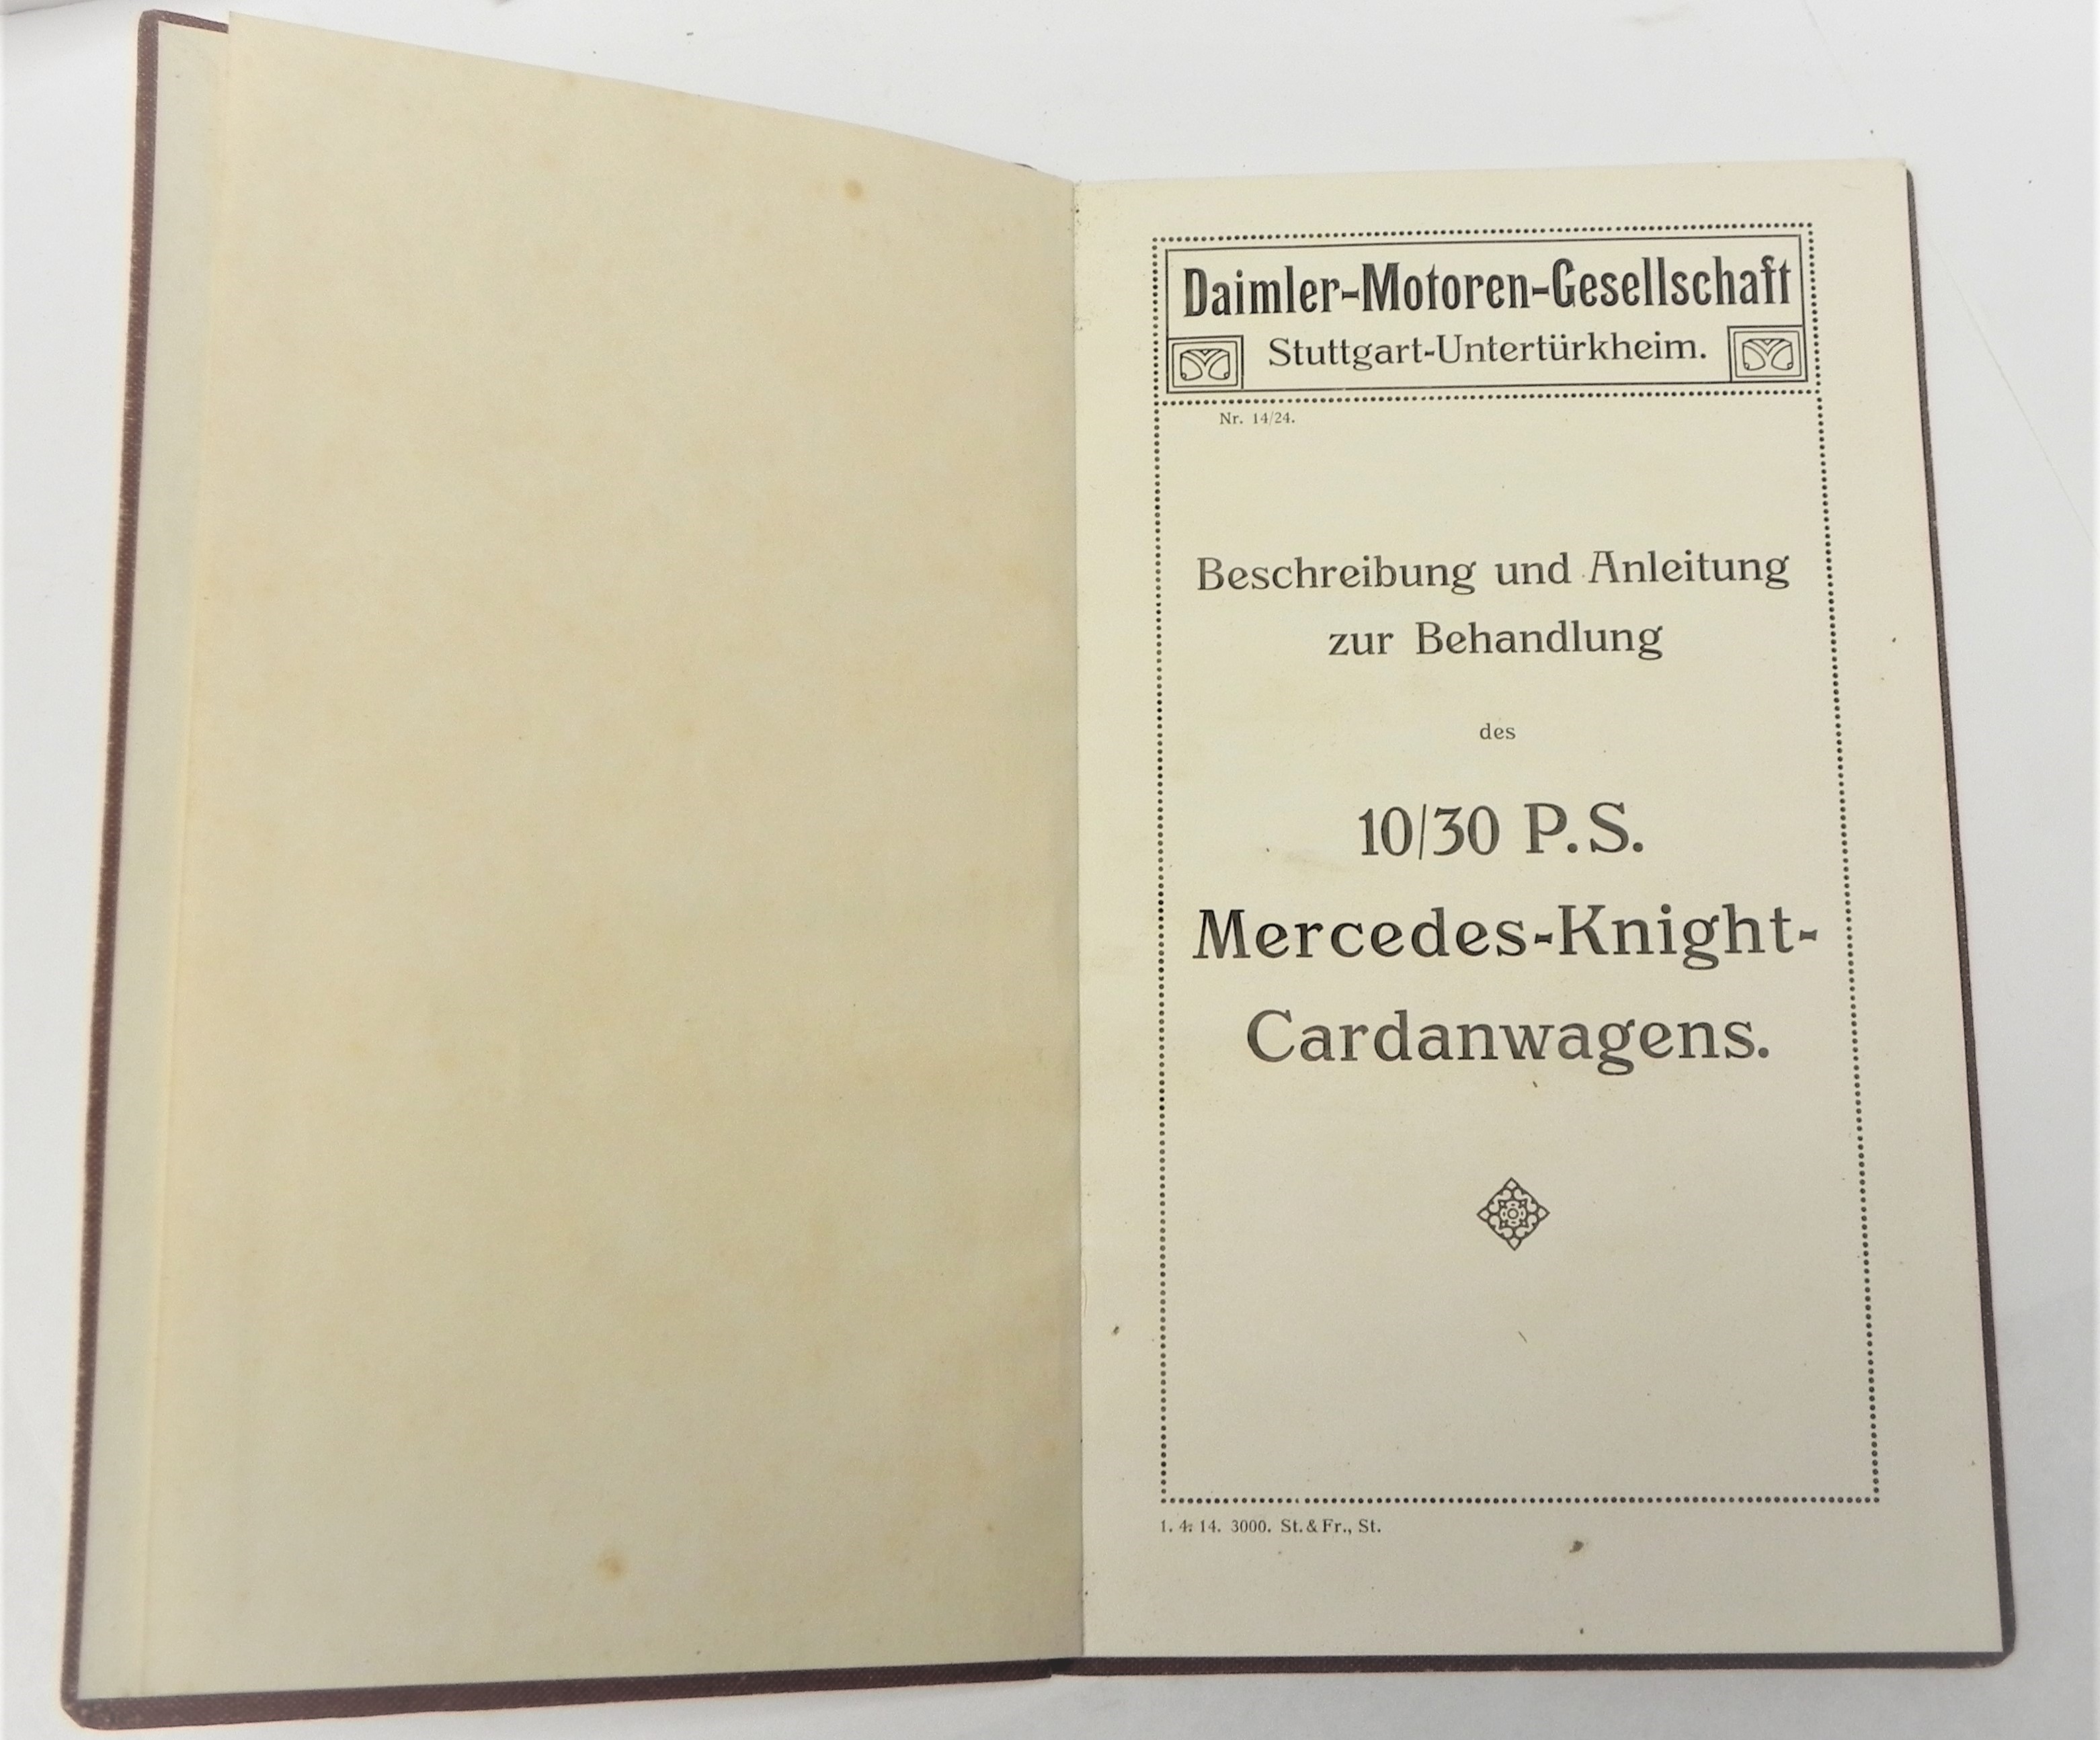 Daimler-Motoren-Gesellschaft
Stuttgart-Untertürkheim.
Nr. 14/24.
Beschreibung und Anleitung
zur Behandlung
des
10/30 P.S.
Mercedes-Knight-
Cardanwagens.
1. 4. 14. 3000. St. & Fr., St.